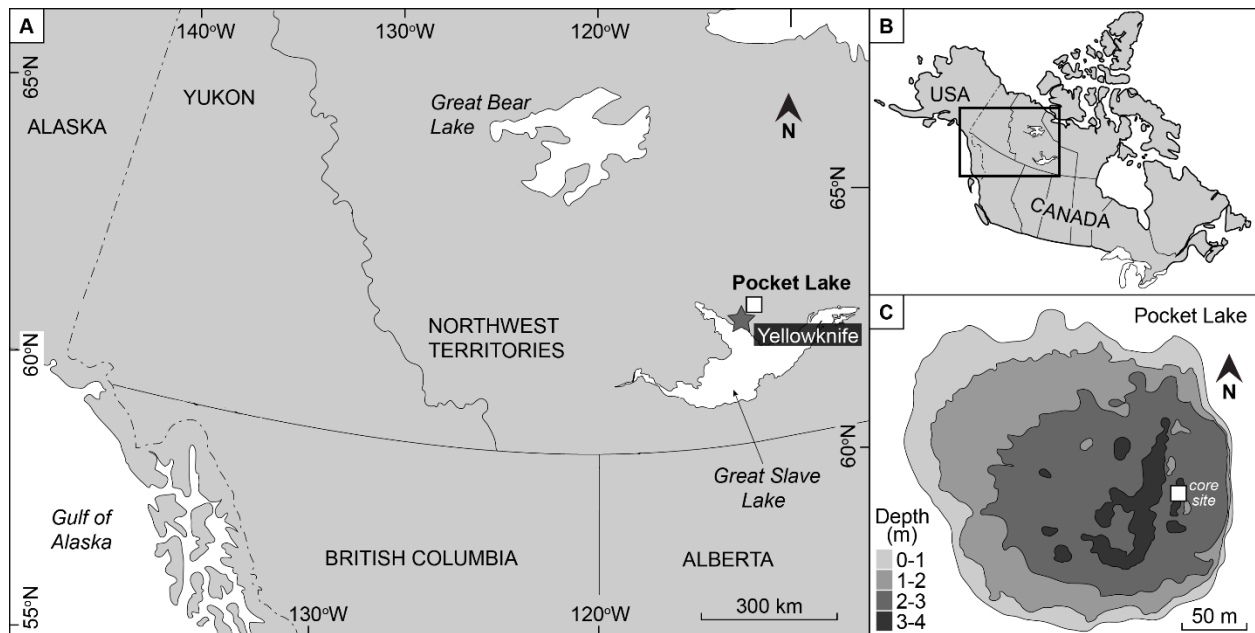 A
140°W
130°W
120°W
65°N
YUKON
ALASKA
Great Bear
Lake
N
65°N
Pocket Lake
Yellowknife
NORTHWEST
TERRITORIES
60°N
60°N
Great Slave
Lake
Gulf of
Alaska
BRITISH COLUMBIA
ALBERTA
300 km
55°N
130°W
120°W
B
USA
CANADA
C
Pocket Lake
N
core
site
Depth
(m)
0-1
1-2
2-3
3-4
50 m